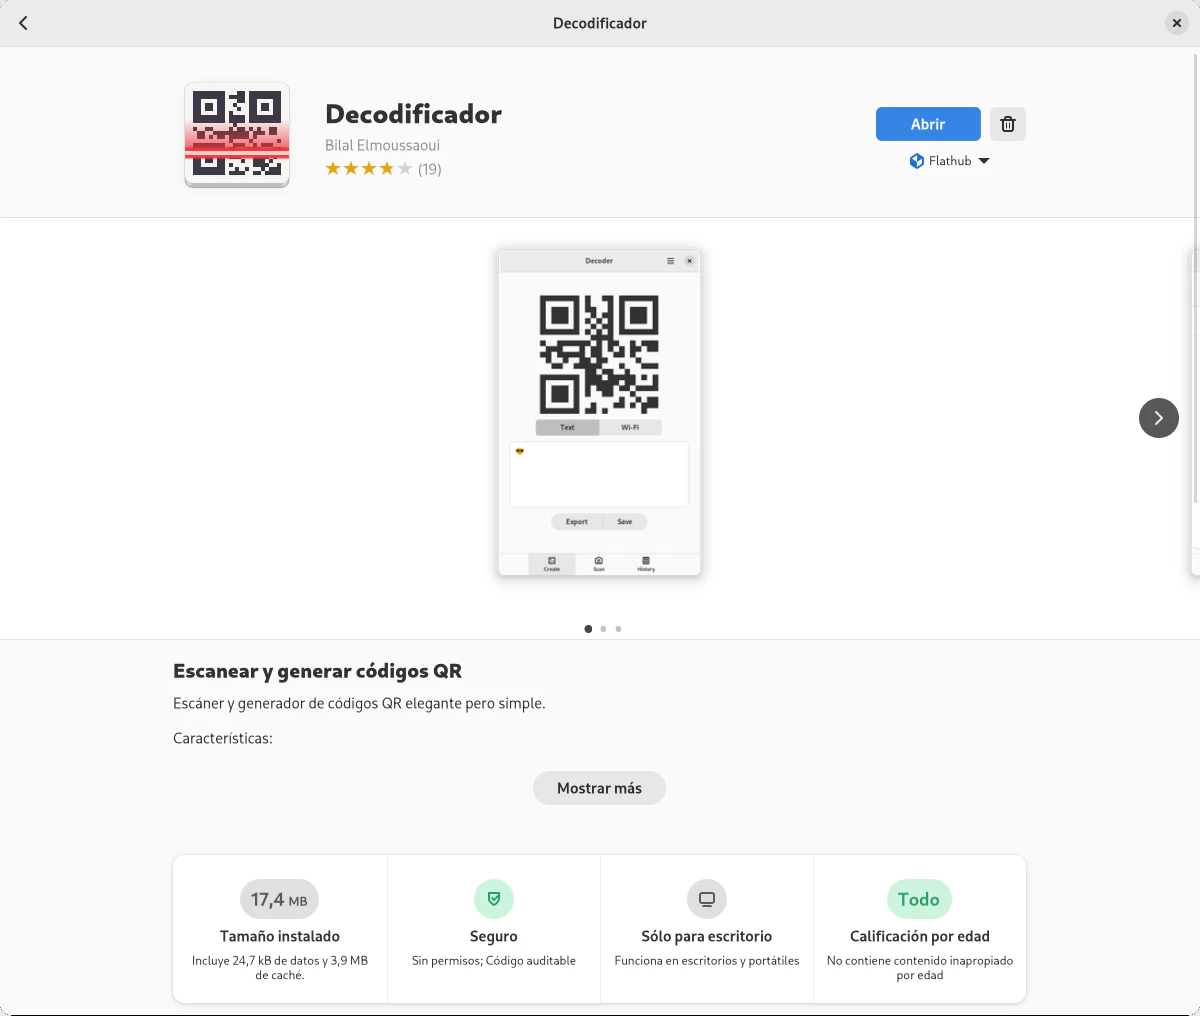 Decodificador
Decodificador
Bilal Elmoussaoui
(19)
Abrir
Flathub
Decoder
Text
Wi-Fi
Export
Save
Create
Scan
History
Escanear y generar códigos QR
Escáner y generador de códigos QR elegante pero simple.
Características:
Mostrar más
17,4 MB
Tamaño instalado
Incluye 24,7 kB de datos y 3,9 MB
de caché.
Seguro
Sin permisos; Código auditable
Sólo para escritorio
Funciona en escritorios y portátiles
Todo
Calificación por edad
No contiene contenido inapropiado
por edad